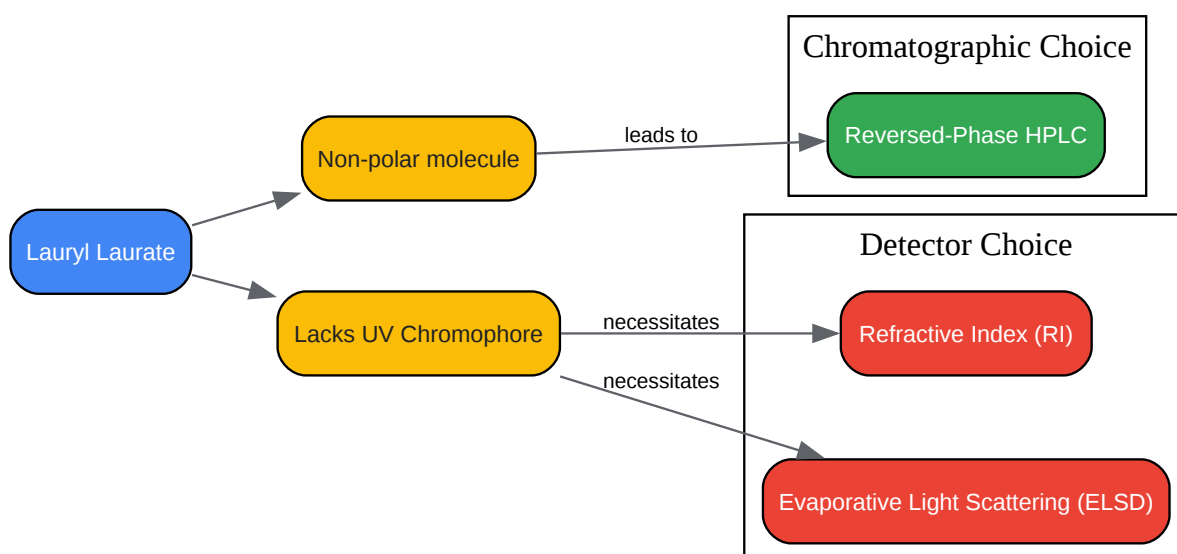 Chromatographic Choice
Reversed-Phase HPLC
leads to
Non-polar molecule
Lauryl Laurate
Detector Choice
Lacks UV Chromophore
necessitates
Refractive Index (RI)
necessitates
Evaporative Light Scattering (ELSD)